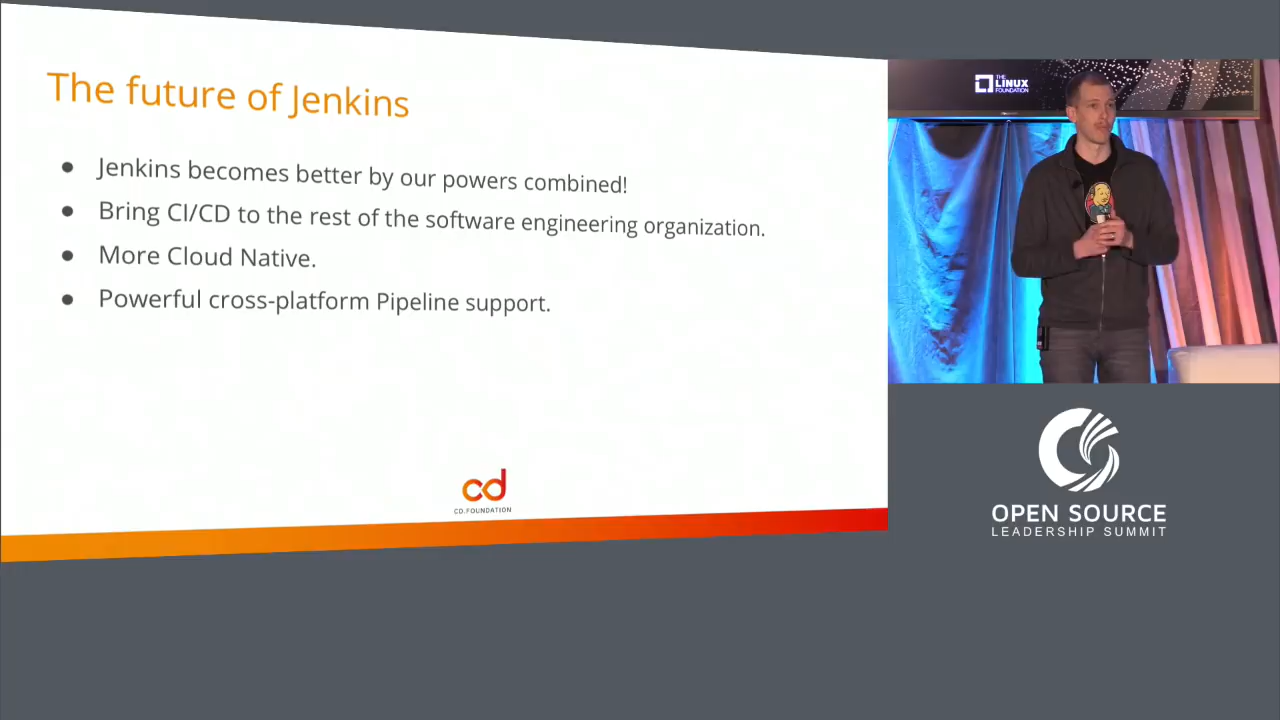 The future of Jenkins
Jenkins becomes better by our powers combined!
Bring CI/CD to the rest of the software engineering organization.
More Cloud Native.
Powerful cross-platform Pipeline support.
cd
CD.FOUNDATION
THE
LINUX
FOUNDATION
OPEN SOURCE
LEADERSHIP SUMMIT